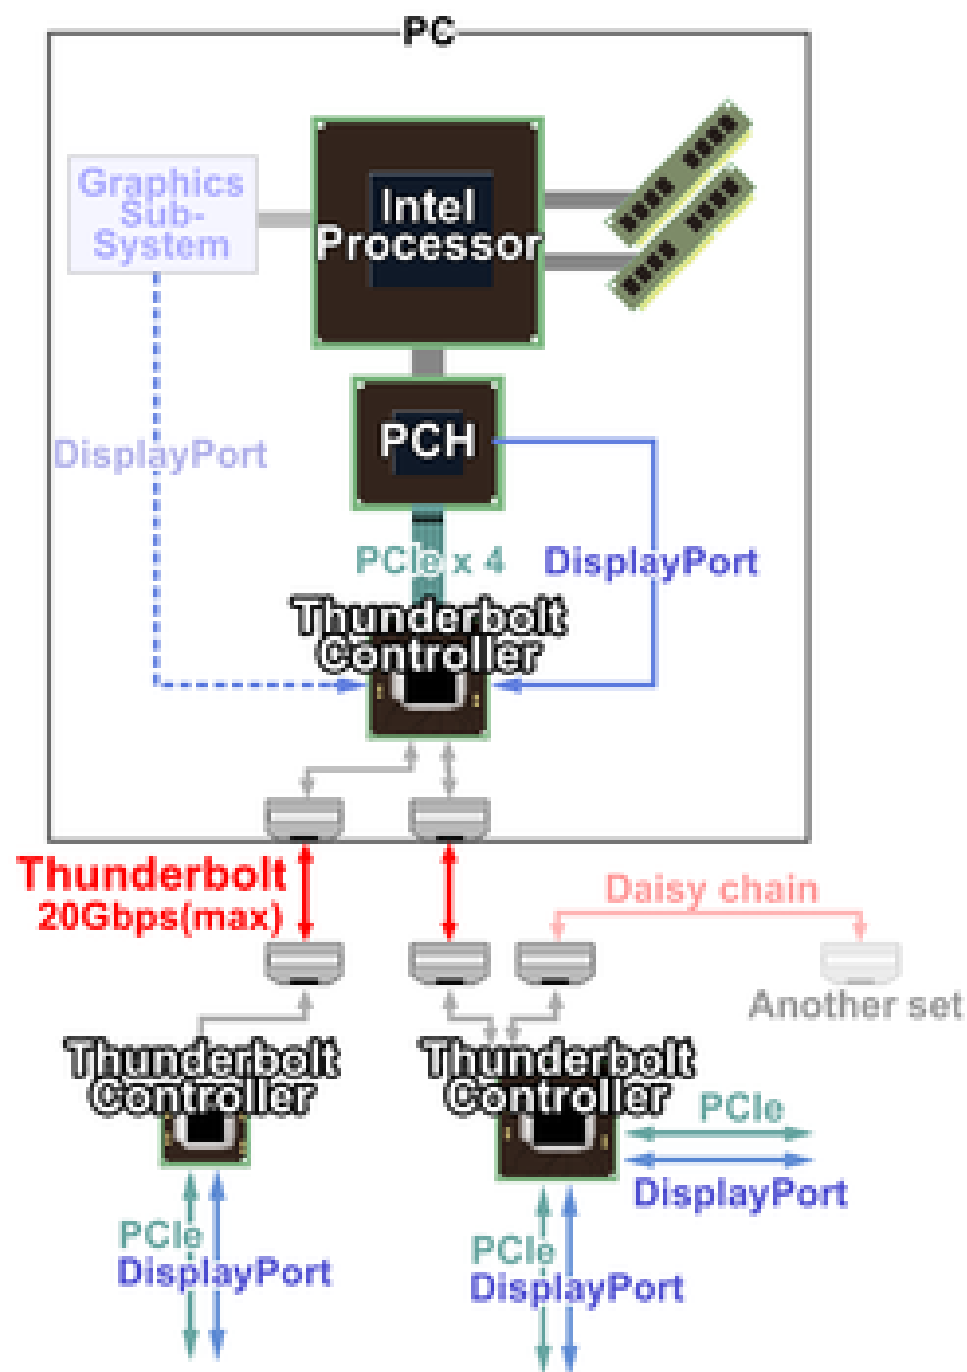 PC
Graphics
Sub-
System
Intel
Processor
PCH
DisplayPort
PCIe x 4
DisplayPort
Thunderbolt
Controller
Thunderbolt
20Gbps(max)
Daisy chain
Another set
Thunderbolt
Controller
Thunderbolt
Controller
PCIe
DisplayPort
PCIe
DisplayPort
PCIe
DisplayPort